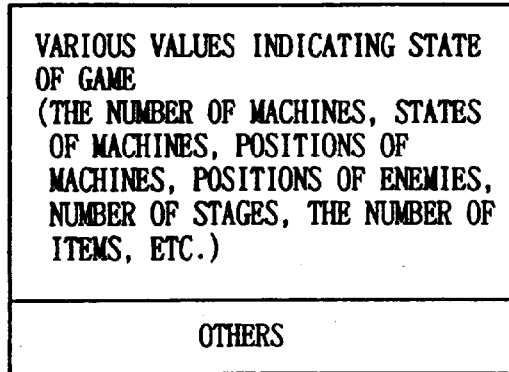 VARIOUS VALUES INDICATING STATE
OF GAME
(THE NUMBER OF MACHINES, STATES
OF MACHINES, POSITIONS OF
MACHINES, POSITIONS OF ENEMIES,
NUMBER OF STAGES, THE NUMBER OF
ITEMS, ETC.)
OTHERS